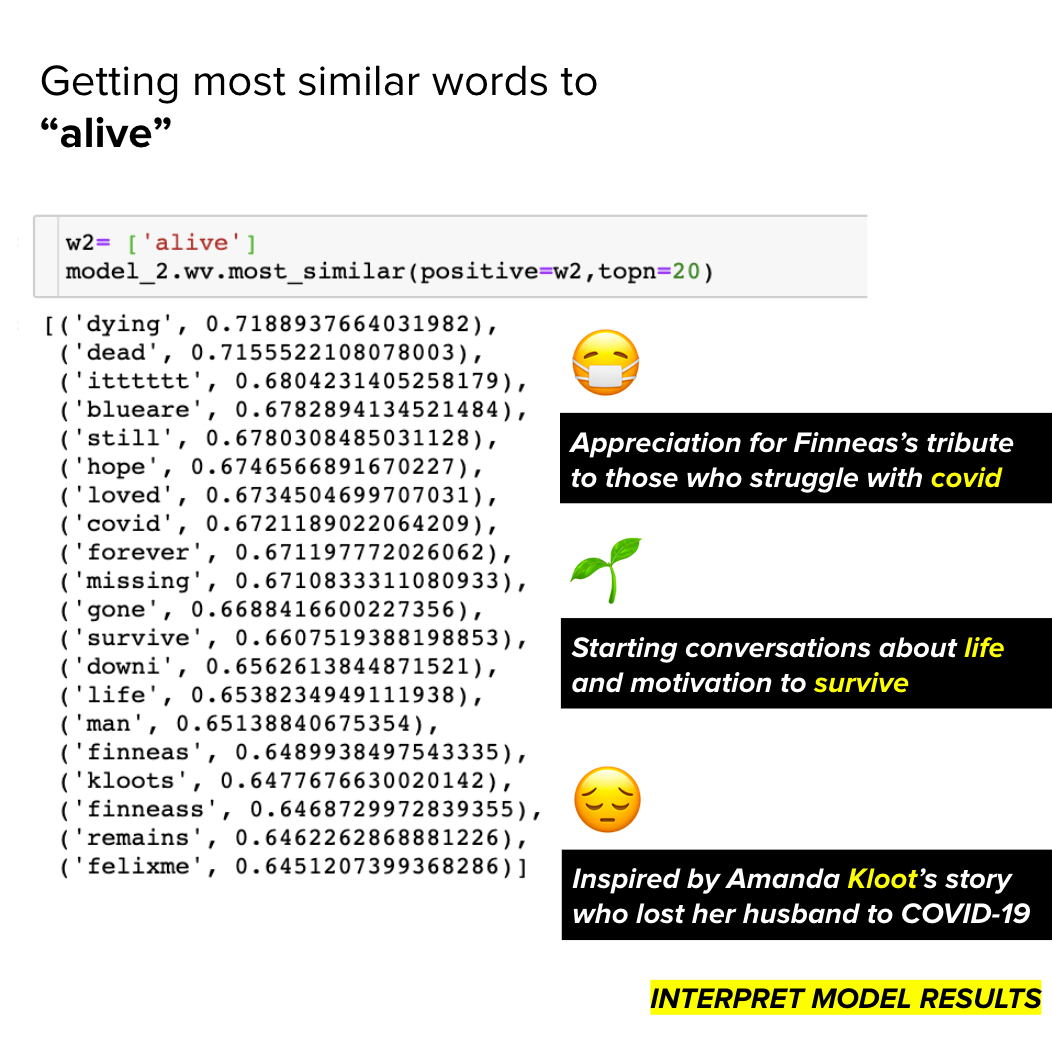 Getting most similar words to
“alive”
w2= ['alive']
model_2.wv.most_similar(positive=w2,topn=20)
[('dying', 0.7188937664031982),
('dead', 0.7155522108078003),
('itttttt', 0.6804231405258179),
('blueare', 0.6782894134521484),
('still', 0.6780308485031128),
('hope', 0.6746566891670227),
('loved', 0.6734504699707031),
('covid', 0.6721189022064209),
('forever', 0.671197772026062),
('missing', 0.6710833311080933),
('gone', 0.6688416600227356),
('survive', 0.6607519388198853),
('downi', 0.6562613844871521),
('life', 0.6538234949111938),
('man', 0.65138840675354),
('finneas', 0.6489938497543335),
('kloots', 0.6477676630020142),
('finneass', 0.6468729972839355),
('remains', 0.6462262868881226),
('felixme', 0.6451207399368286)]
Appreciation for Finneas’s tribute
to those who struggle with covid
Starting conversations about life
and motivation to survive
Inspired by Amanda Kloot’s story
who lost her husband to COVID-19
INTERPRET MODEL RESULTS